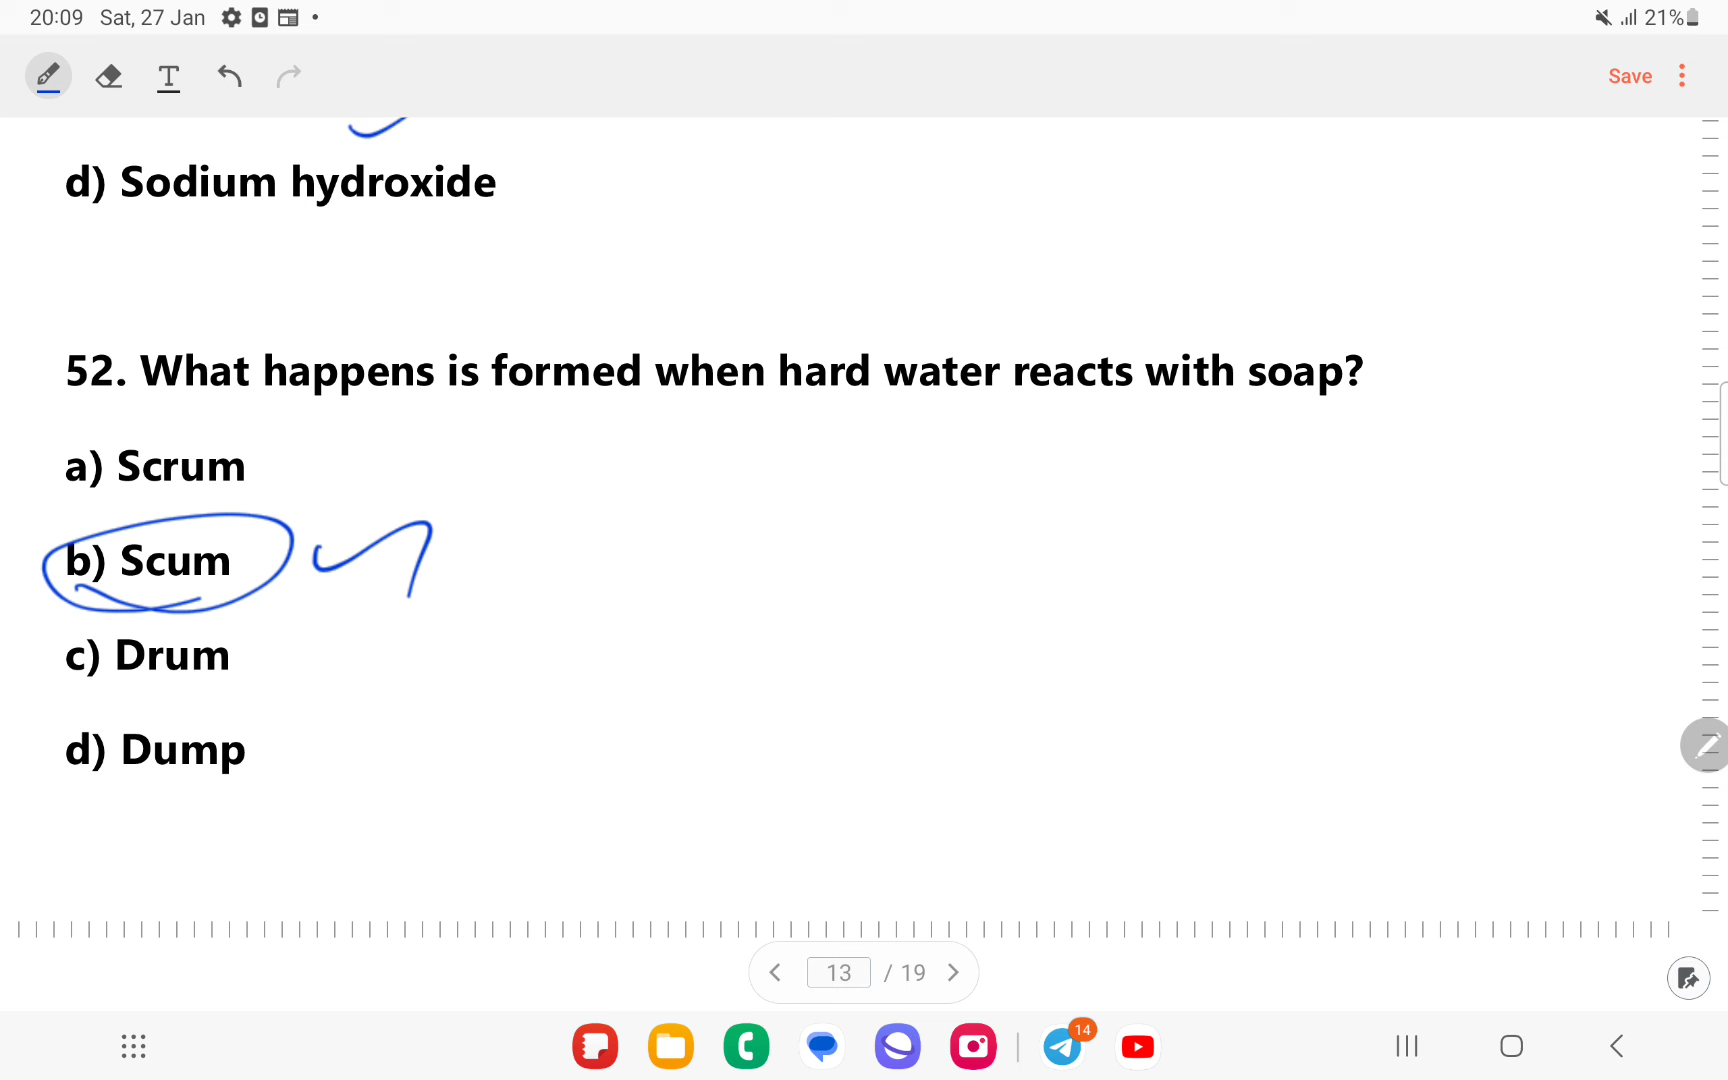 20:09 Sat, 27 Jan
21%
T
Save
d) Sodium hydroxide
52. What happens is formed when hard water reacts with soap?
a) Scrum
b) Scum
c) Drum
d) Dump
13 / 19
14